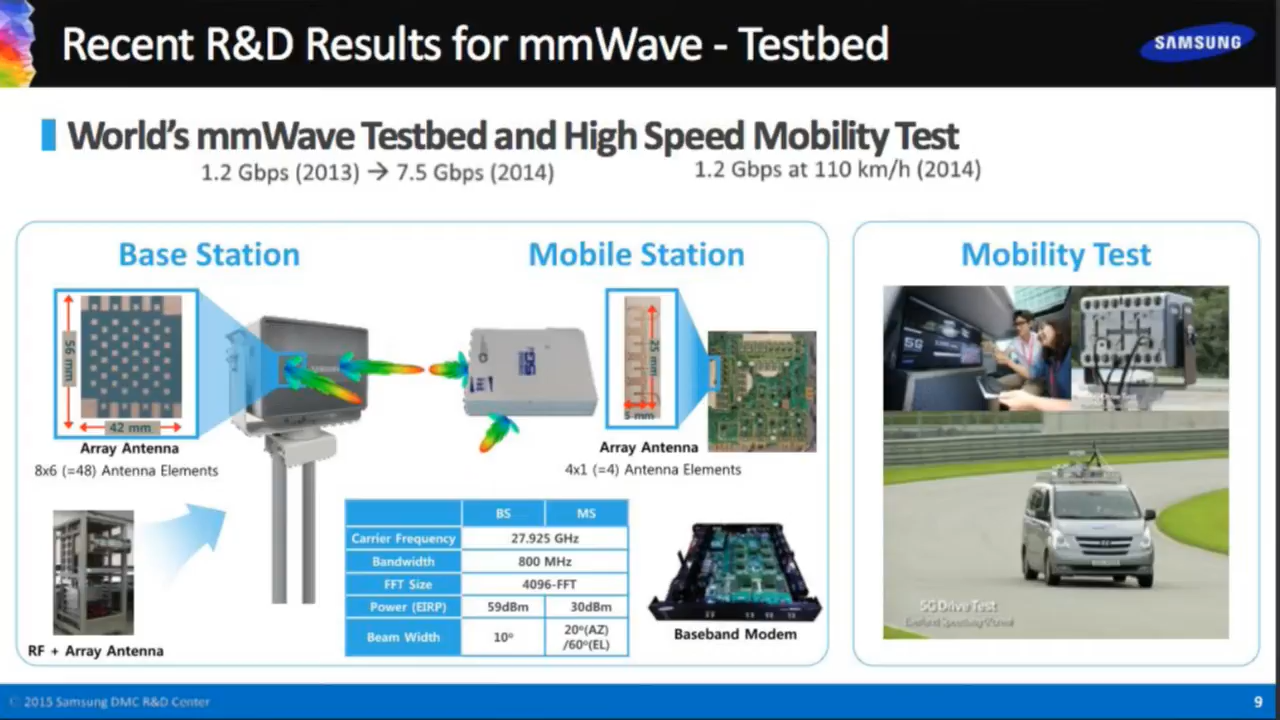 Recent R&D Results for mmWave - Testbed
SAMSUNG
World's mmWave Testbed and High Speed Mobility Test
1.2 Gbps (2013) → 7.5 Gbps (2014)
1.2 Gbps at 110 km/h (2014)
Base Station
Mobile Station
56 mm
42 mm
Array Antenna
8x6 (=48) Antenna Elements
25 mm
5 mm
Array Antenna
4x1 (=4) Antenna Elements
RF + Array Antenna
BS MS
Carrier Frequency 27.925 GHz
Bandwidth 800 MHz
FFT Size 4096-FFT
Power (EIRP) 59dBm 30dBm
Beam Width 10º 20º(AZ)
/60º(EL)
Baseband Modem
Mobility Test
5G
5G Drive Test
© 2015 Samsung DMC R&D Center
9